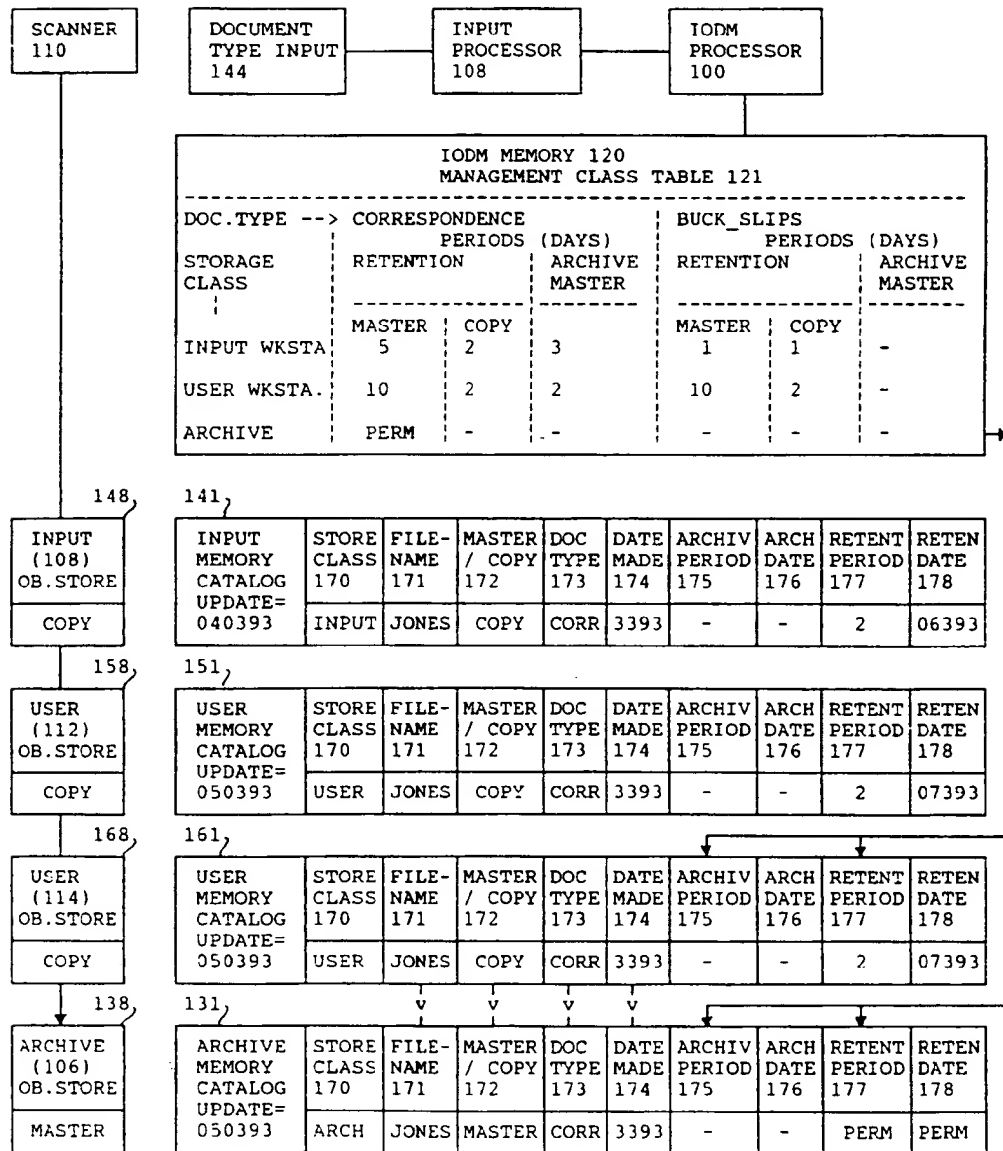 SCANNER
110
DOCUMENT
TYPE INPUT
144
INPUT
PROCESSOR
108
IODM
PROCESSOR
100
IODM MEMORY 120
MANAGEMENT CLASS TABLE 121
DOC.TYPE --> CORRESPONDENCE BUCK_SLIPS
PERIODS (DAYS) PERIODS (DAYS)
STORAGE RETENTION ARCHIVE RETENTION ARCHIVE
CLASS MASTER MASTER
MASTER COPY MASTER COPY
INPUT WKSTA 5 2 3 1 1 -
USER WKSTA. 10 2 2 10 2 -
ARCHIVE PERM - - - - -
148
INPUT
(108)
OB.STORE
COPY
141
INPUT STORE FILE- MASTER DOC DATE ARCHIV ARCH RETENT RETEN
MEMORY CLASS NAME / COPY TYPE MADE PERIOD DATE PERIOD DATE
CATALOG 170 171 172 173 174 175 176 177 178
UPDATE=
040393 INPUT JONES COPY CORR 3393 - - 2 06393
158
USER
(112)
OB.STORE
COPY
151
USER STORE FILE- MASTER DOC DATE ARCHIV ARCH RETENT RETEN
MEMORY CLASS NAME / COPY TYPE MADE PERIOD DATE PERIOD DATE
CATALOG 170 171 172 173 174 175 176 177 178
UPDATE=
050393 USER JONES COPY CORR 3393 - - 2 07393
168
USER
(114)
OB.STORE
COPY
161
USER STORE FILE- MASTER DOC DATE ARCHIV ARCH RETENT RETEN
MEMORY CLASS NAME / COPY TYPE MADE PERIOD DATE PERIOD DATE
CATALOG 170 171 172 173 174 175 176 177 178
UPDATE=
050393 USER JONES COPY CORR 3393 - - 2 07393
138
ARCHIVE
(106)
OB.STORE
MASTER
131
ARCHIVE STORE FILE- MASTER DOC DATE ARCHIV ARCH RETENT RETEN
MEMORY CLASS NAME / COPY TYPE MADE PERIOD DATE PERIOD DATE
CATALOG 170 171 172 173 174 175 176 177 178
UPDATE=
050393 ARCH JONES MASTER CORR 3393 - - PERM PERM